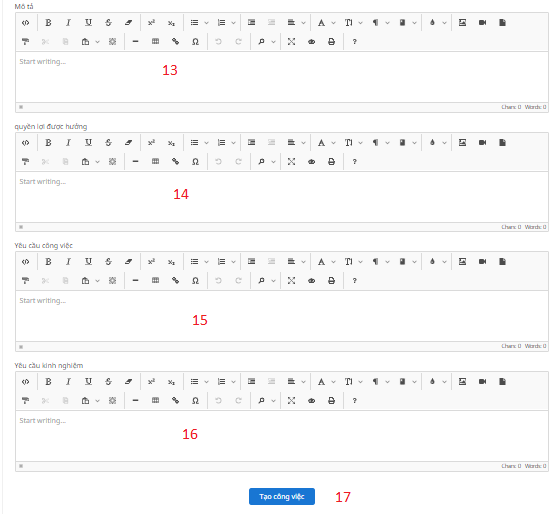 Mô tả
Start writing...
13
Chars: 0 Words: 0
quyền lợi được hưởng
Start writing...
14
Chars: 0 Words: 0
Yêu cầu công việc
Start writing...
15
Chars: 0 Words: 0
Yêu cầu kinh nghiệm
Start writing...
16
Chars: 0 Words: 0
Tạo công việc
17